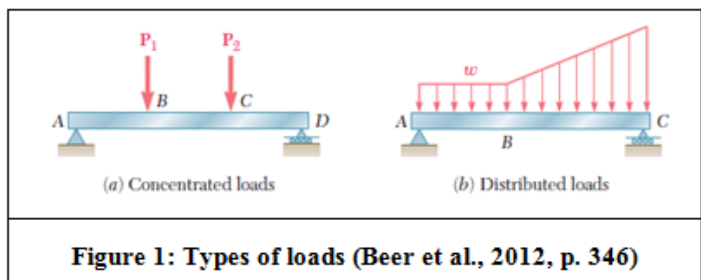 P1 P2
w
B C
A D A C
B
(a) Concentrated loads (b) Distributed loads
Figure 1: Types of loads (Beer et al., 2012, p. 346)